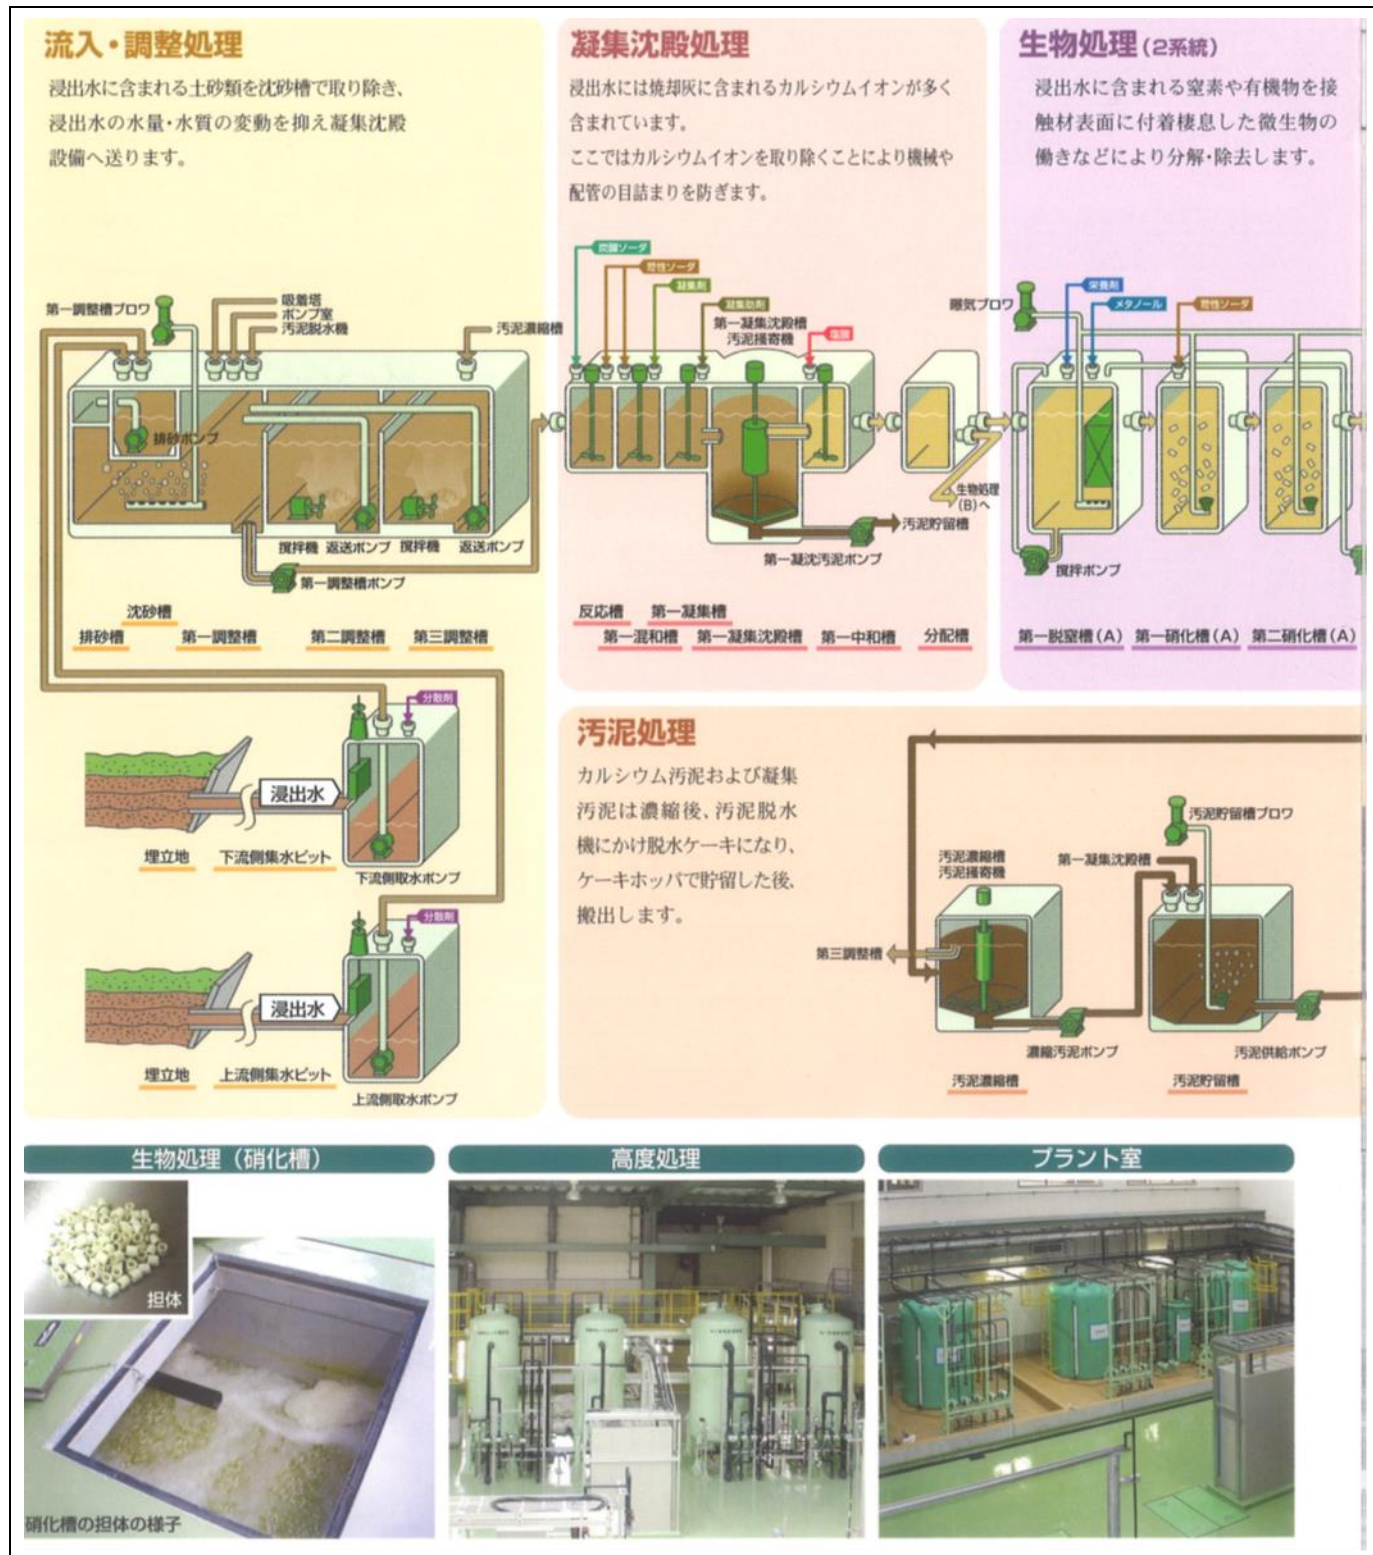 流入・調整処理
浸出水に含まれる土砂類を沈砂槽で取り除き、
浸出水の水量・水質の変動を抑え凝集沈殿
設備へ送ります。
第一調整槽ブロワ
吸着塔
ポンプ室
汚泥脱水機
汚泥濃縮槽
排砂ポンプ
撹拌機
返送ポンプ
撹拌機
返送ポンプ
第一調整槽ポンプ
沈砂槽
排砂槽
第一調整槽
第二調整槽
第三調整槽
分散剤
浸出水
埋立地
下流側集水ピット
下流側取水ポンプ
分散剤
浸出水
埋立地
上流側集水ピット
上流側取水ポンプ
凝集沈殿処理
浸出水には焼却灰に含まれるカルシウムイオンが多く
含まれています。
ここではカルシウムイオンを取り除くことにより機械や
配管の目詰まりを防ぎます。
炭酸ソーダ
苛性ソーダ
凝集剤
凝集助剤
第一凝集沈殿槽
汚泥掻寄機
塩酸
生物処理
(B)へ
汚泥貯留槽
第一凝沈汚泥ポンプ
反応槽
第一凝集槽
第一混和槽
第一凝集沈殿槽
第一中和槽
分配槽
生物処理(2系統)
浸出水に含まれる窒素や有機物を接
触材表面に付着棲息した微生物の
働きなどにより分解・除去します。
曝気ブロワ
栄養剤
メタノール
苛性ソーダ
撹拌ポンプ
第一脱窒槽(A)
第一硝化槽(A)
第二硝化槽(A)
汚泥処理
カルシウム汚泥および凝集
汚泥は濃縮後、汚泥脱水
機にかけ脱水ケーキになり、
ケーキホッパで貯留した後、
搬出します。
汚泥貯留槽ブロワ
汚泥濃縮槽
汚泥掻寄機
第一凝集沈殿槽
第三調整槽
濃縮汚泥ポンプ
汚泥供給ポンプ
汚泥濃縮槽
汚泥貯留槽
生物処理（硝化槽）
担体
硝化槽の担体の様子
高度処理
プラント室